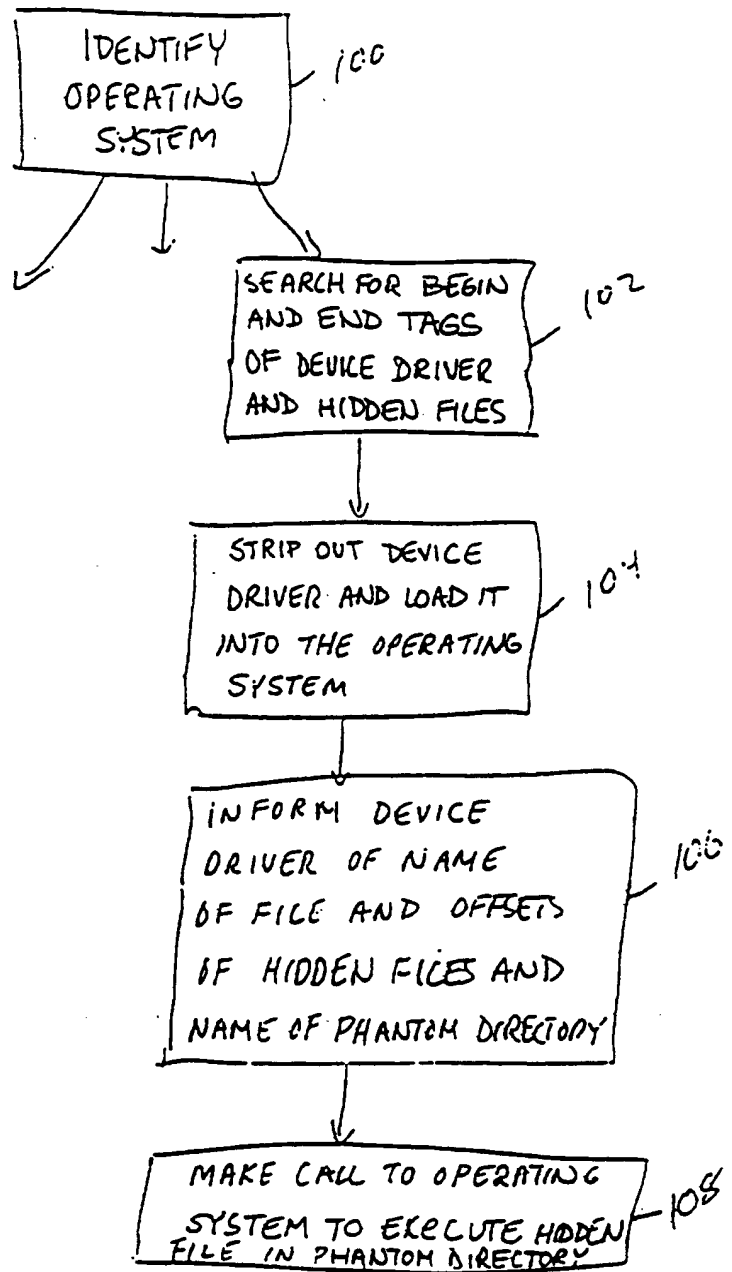 IDENTIFY
OPERATING
SYSTEM
100
SEARCH FOR BEGIN
AND END TAGS
OF DEVICE DRIVER
AND HIDDEN FILES
102
STRIP OUT DEVICE
DRIVER AND LOAD IT
INTO THE OPERATING
SYSTEM
104
INFORM DEVICE
DRIVER OF NAME
OF FILE AND OFFSETS
OF HIDDEN FILES AND
NAME OF PHANTOM DIRECTORY
106
MAKE CALL TO OPERATING
SYSTEM TO EXECUTE HIDDEN
FILE IN PHANTOM DIRECTORY
108